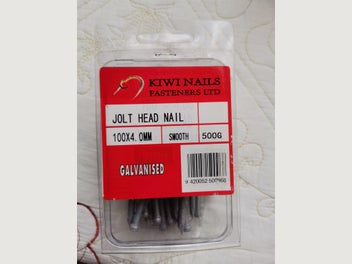 KIWI NAILS
FASTENERS LTD
JOLT HEAD NAIL
100X4.0MM SMOOTH 500G
GALVANISED